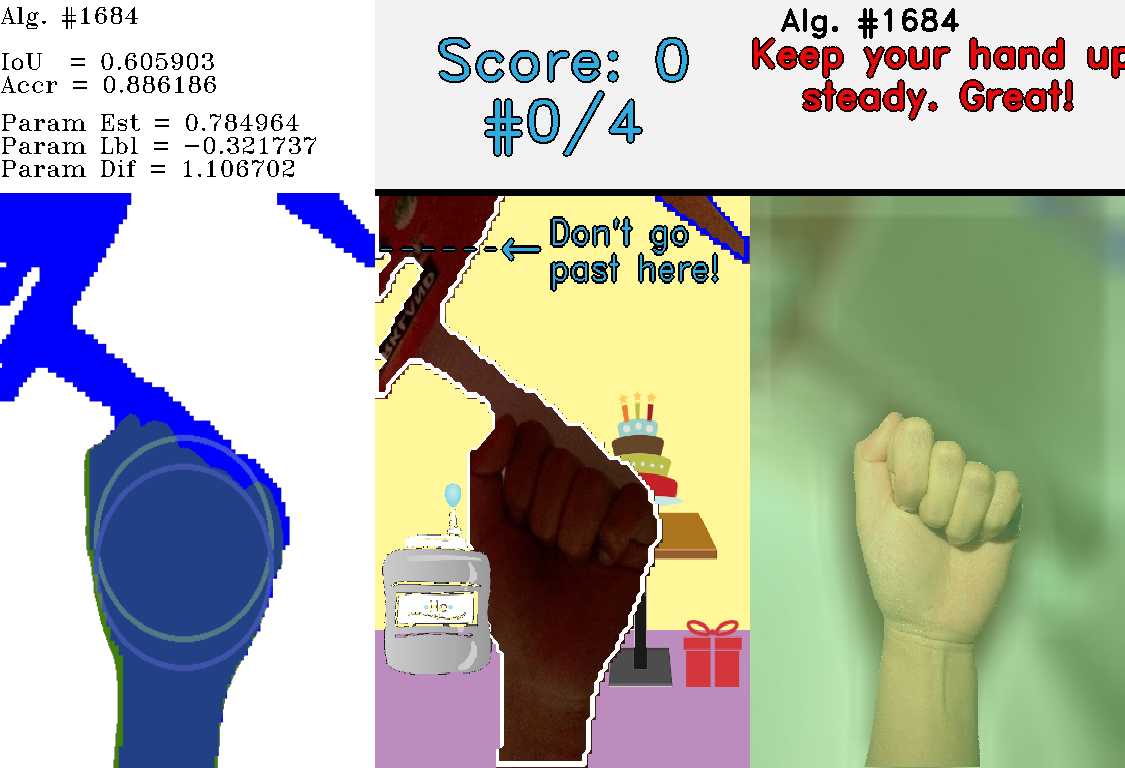 Alg. #1684
IoU = 0.605903
Accr = 0.886186
Param Est = 0.784964
Param Lbl = −0.321737
Param Dif = 1.106702
Score: 0
#0/4
Alg. #1684
Keep your hand up
steady. Great!
Don't go
past here!